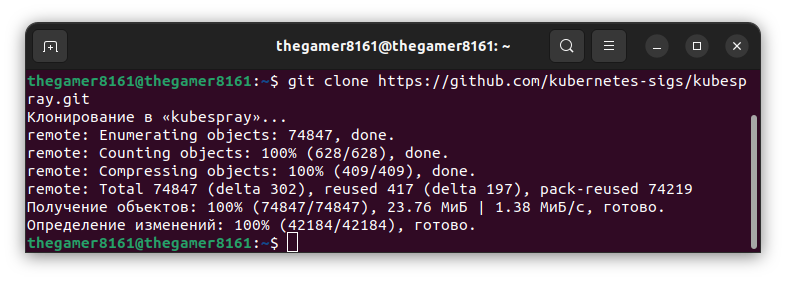 thegamer8161@thegamer8161: ~
thegamer8161@thegamer8161:~$ git clone https://github.com/kubernetes-sigs/kubesp
ray.git
Клонирование в «kubespray»...
remote: Enumerating objects: 74847, done.
remote: Counting objects: 100% (628/628), done.
remote: Compressing objects: 100% (409/409), done.
remote: Total 74847 (delta 302), reused 417 (delta 197), pack-reused 74219
Получение объектов: 100% (74847/74847), 23.76 МиБ | 1.38 МиБ/с, готово.
Определение изменений: 100% (42184/42184), готово.
thegamer8161@thegamer8161:~$